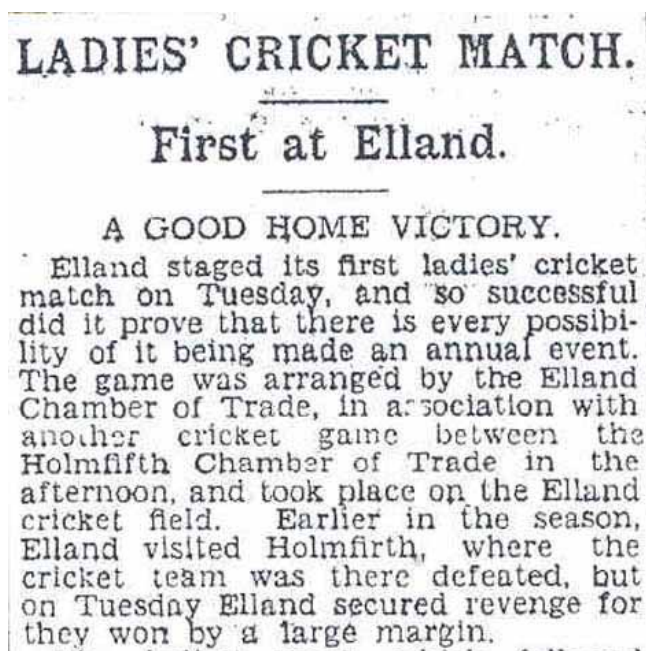 LADIES' CRICKET MATCH.
First at Elland.
A GOOD HOME VICTORY.
Elland staged its first ladies' cricket
match on Tuesday, and so successful
did it prove that there is every possibi-
lity of it being made an annual event.
The game was arranged by the Elland
Chamber of Trade, in association with
another cricket game between the
Holmfifth Chamber of Trade in the
afternoon, and took place on the Elland
cricket field. Earlier in the season,
Elland visited Holmfirth, where the
cricket team was there defeated, but
on Tuesday Elland secured revenge for
they won by a large margin.